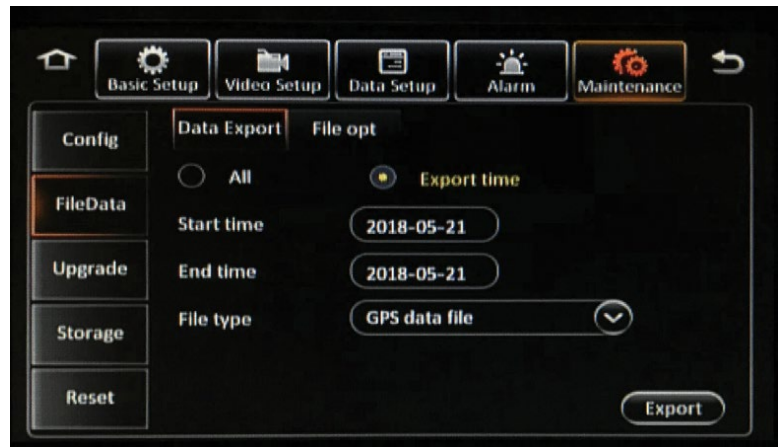 Basic Setup Video Setup Data Setup Alarm Maintenance
Config
FileData
Upgrade
Storage
Reset
Data Export File opt
All Export time
Start time 2018-05-21
End time 2018-05-21
File type GPS data file
Export